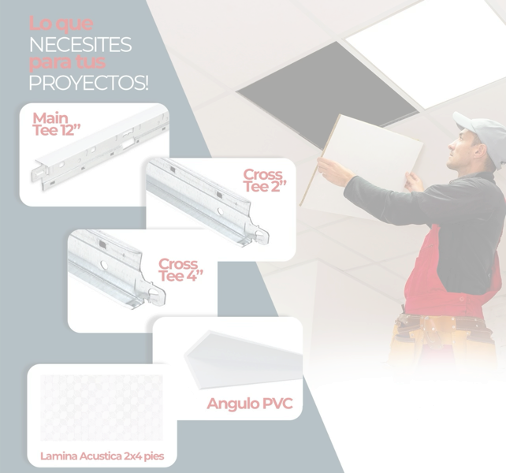 Lo que
NECESITES
para tus
PROYECTOS!
Main
Tee 12”
Cross
Tee 2”
Cross
Tee 4”
Angulo PVC
Lamina Acustica 2x4 pies